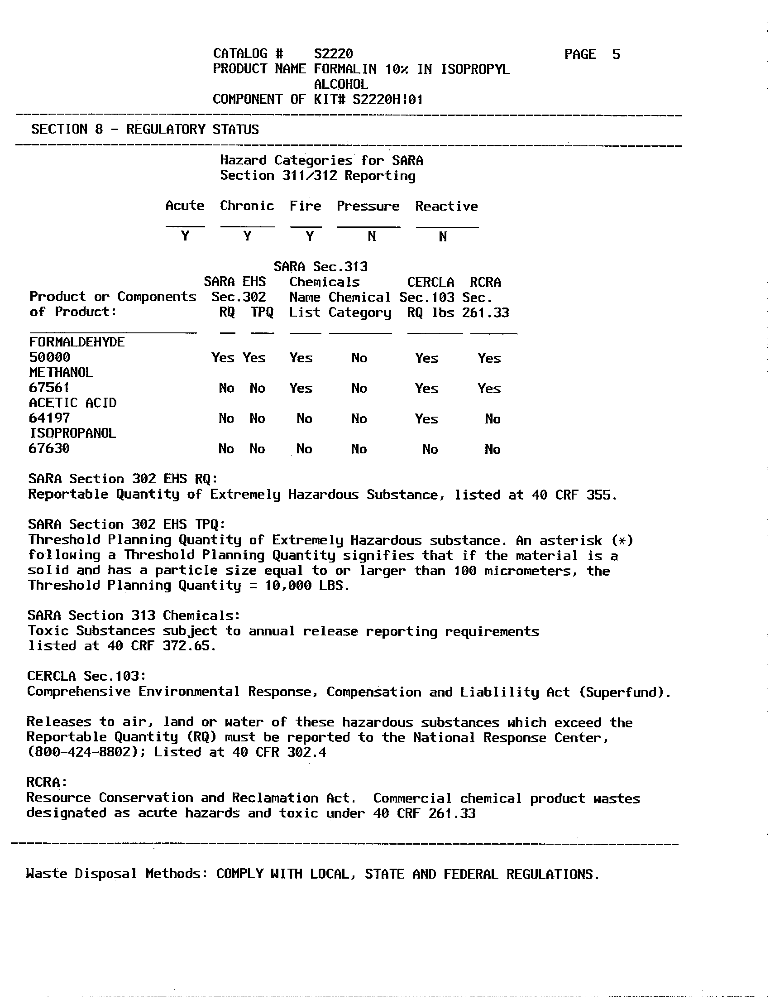 CATALOG # S2220 PAGE 5
PRODUCT NAME FORMALIN 10% IN ISOPROPYL
ALCOHOL
COMPONENT OF KIT# S2220H!01
SECTION 8 - REGULATORY STATUS
Hazard Categories for SARA
Section 311/312 Reporting
Acute Chronic Fire Pressure Reactive
Y Y Y N N
SARA Sec.313
SARA EHS Chemicals CERCLA RCRA
Product or Components Sec.302 Name Chemical Sec.103 Sec.
of Product: RQ TPQ List Category RQ lbs 261.33
FORMALDEHYDE
50000 Yes Yes Yes No Yes Yes
METHANOL
67561 No No Yes No Yes Yes
ACETIC ACID
64197 No No No No Yes No
ISOPROPANOL
67630 No No No No No No
SARA Section 302 EHS RQ:
Reportable Quantity of Extremely Hazardous Substance, listed at 40 CRF 355.
SARA Section 302 EHS TPQ:
Threshold Planning Quantity of Extremely Hazardous substance. An asterisk (*)
following a Threshold Planning Quantity signifies that if the material is a
solid and has a particle size equal to or larger than 100 micrometers, the
Threshold Planning Quantity = 10,000 LBS.
SARA Section 313 Chemicals:
Toxic Substances subject to annual release reporting requirements
listed at 40 CRF 372.65.
CERCLA Sec.103:
Comprehensive Environmental Response, Compensation and Liablility Act (Superfund).
Releases to air, land or water of these hazardous substances which exceed the
Reportable Quantity (RQ) must be reported to the National Response Center,
(800-424-8802); Listed at 40 CFR 302.4
RCRA:
Resource Conservation and Reclamation Act. Commercial chemical product wastes
designated as acute hazards and toxic under 40 CRF 261.33
Waste Disposal Methods: COMPLY WITH LOCAL, STATE AND FEDERAL REGULATIONS.